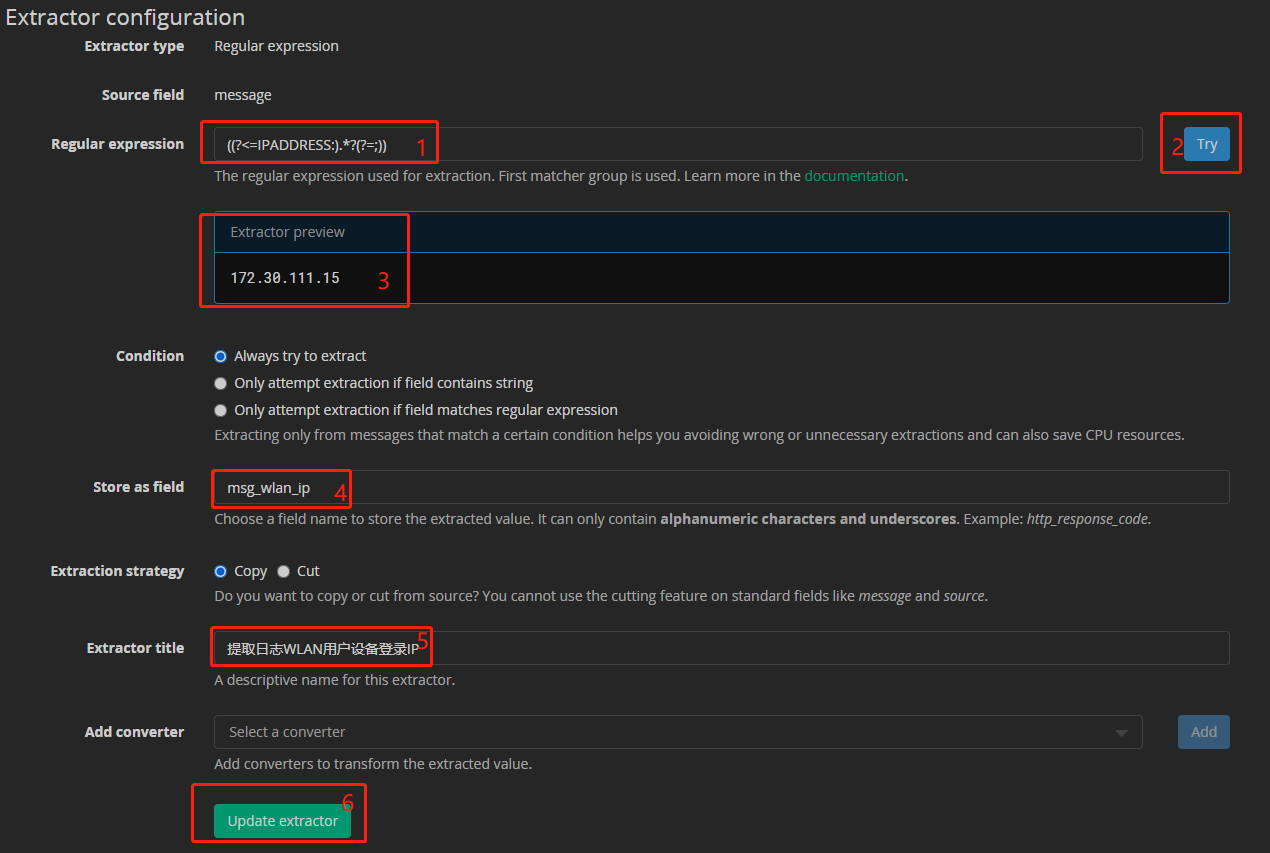 Extractor configuration
Extractor type Regular expression
Source field message
Regular expression ((?<=IPADDRESS:).*?(?=;)) 1 2 Try
The regular expression used for extraction. First matcher group is used. Learn more in the documentation.
Extractor preview
172.30.111.15 3
Condition Always try to extract
Only attempt extraction if field contains string
Only attempt extraction if field matches regular expression
Extracting only from messages that match a certain condition helps you avoiding wrong or unnecessary extractions and can also save CPU resources.
Store as field msg_wlan_ip 4
Choose a field name to store the extracted value. It can only contain alphanumeric characters and underscores. Example: http_response_code.
Extraction strategy Copy Cut
Do you want to copy or cut from source? You cannot use the cutting feature on standard fields like message and source.
Extractor title 提取日志WLAN用户设备登录IP 5
A descriptive name for this extractor.
Add converter Select a converter Add
Add converters to transform the extracted value.
Update extractor 6